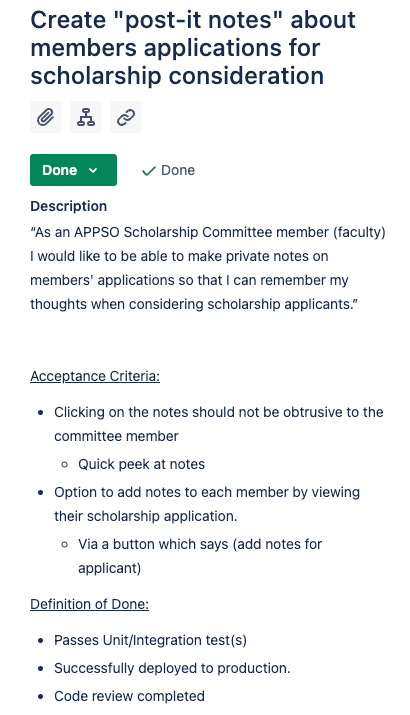 Create "post-it notes" about
members applications for
scholarship consideration
Done
Done
Description
“As an APPSO Scholarship Committee member (faculty)
I would like to be able to make private notes on
members' applications so that I can remember my
thoughts when considering scholarship applicants.”
Acceptance Criteria:
• Clicking on the notes should not be obtrusive to the
committee member
◦ Quick peek at notes
• Option to add notes to each member by viewing
their scholarship application.
◦ Via a button which says (add notes for
applicant)
Definition of Done:
• Passes Unit/Integration test(s)
• Successfully deployed to production.
• Code review completed